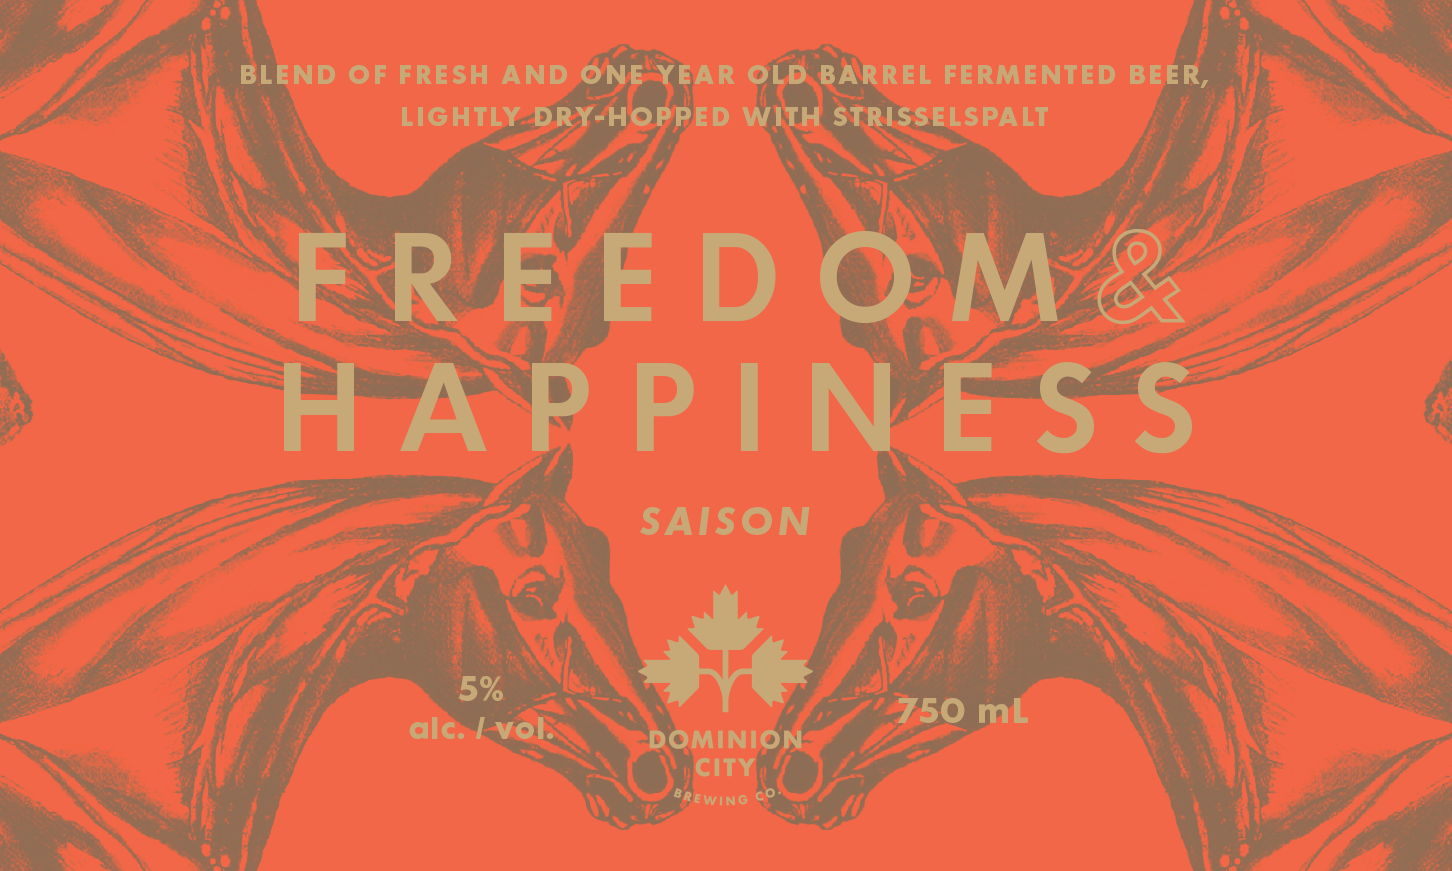 BLEND OF FRESH AND ONE YEAR OLD BARREL FERMENTED BEER,
LIGHTLY DRY-HOPPED WITH STRISSELSPALT
FREEDOM &
HAPPINESS
SAISON
5%
alc. / vol.
750 mL
DOMINION
CITY
BREWING CO.